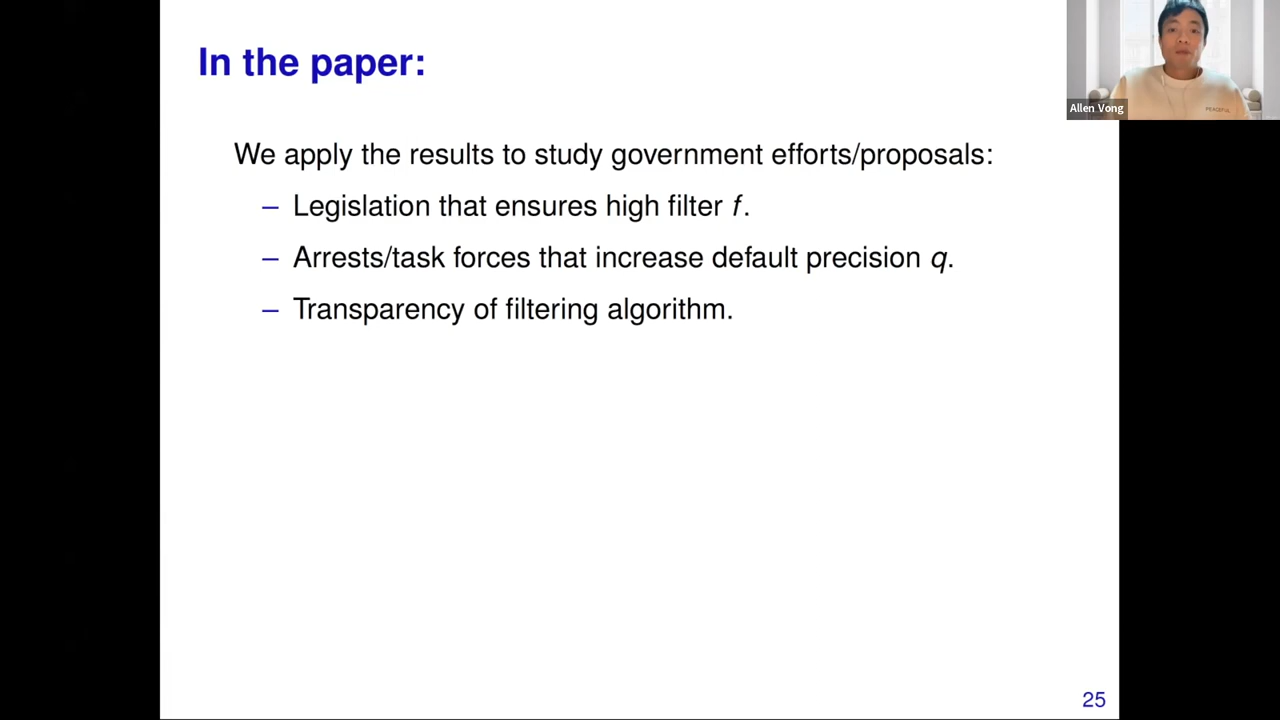 In the paper:
Allen Vong
PEACEFUL
We apply the results to study government efforts/proposals:
– Legislation that ensures high filter f.
– Arrests/task forces that increase default precision q.
– Transparency of filtering algorithm.
25